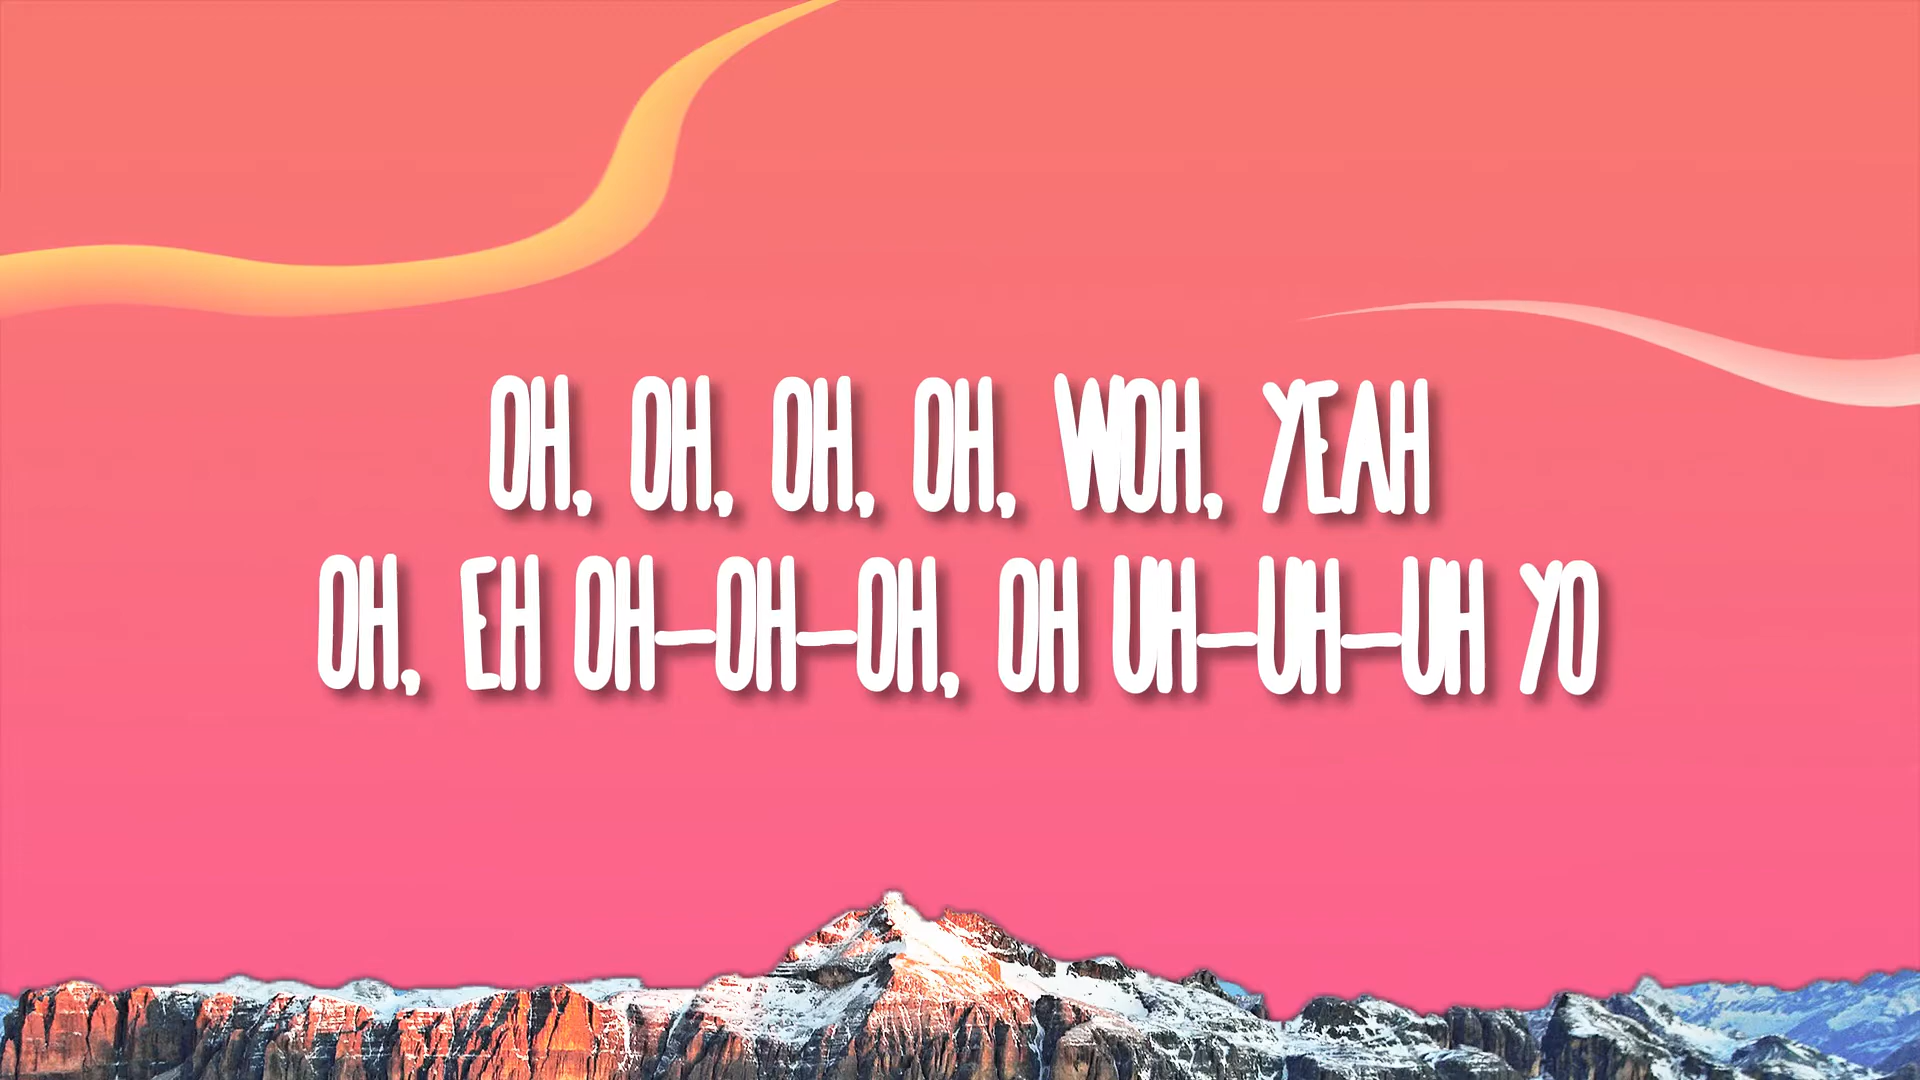 OH, OH, OH, OH, WOH, YEAH
OH, EH OH-OH-OH, OH UH-UH-UH YO